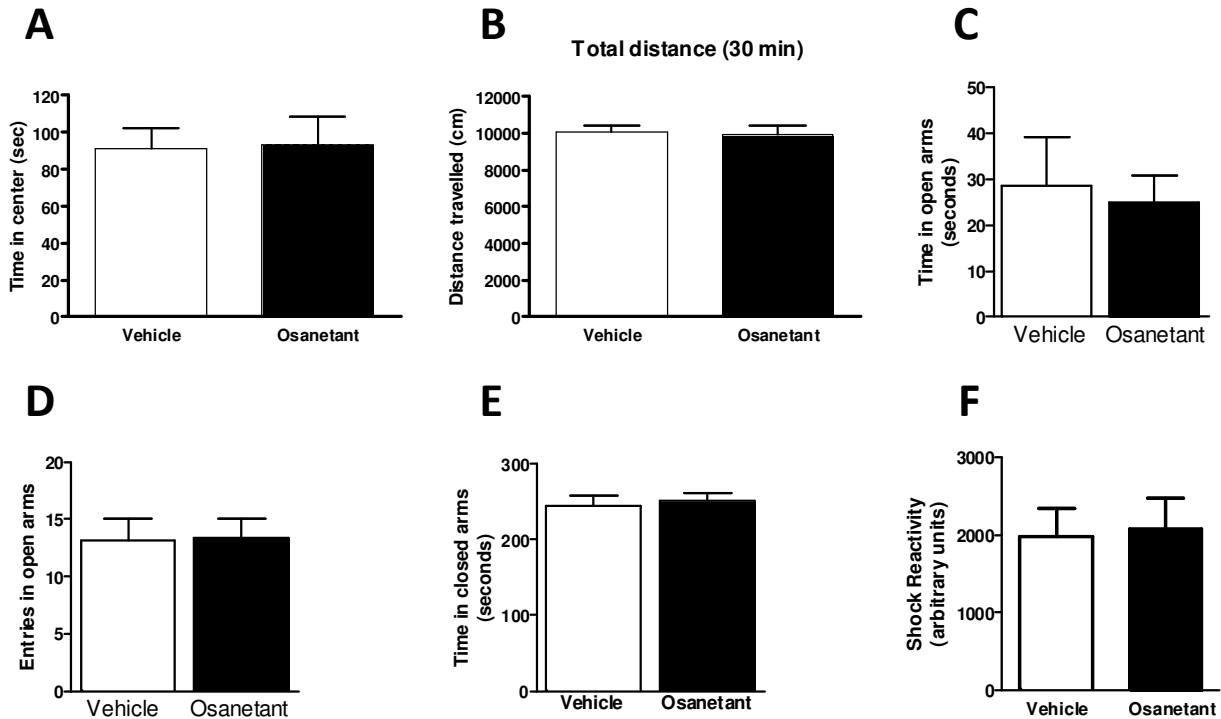 A
Time in center (sec)
120
100
80
60
40
20
0
Vehicle
Osanetant
B
Total distance (30 min)
Distance travelled (cm)
12000
10000
8000
6000
4000
2000
0
Vehicle
Osanetant
C
Time in open arms
(seconds)
50
40
30
20
10
0
Vehicle
Osanetant
D
Entries in open arms
20
15
10
5
0
Vehicle
Osanetant
E
Time in closed arms
(seconds)
300
200
100
0
Vehicle
Osanetant
F
Shock Reactivity
(arbitrary units)
3000
2000
1000
0
Vehicle
Osanetant